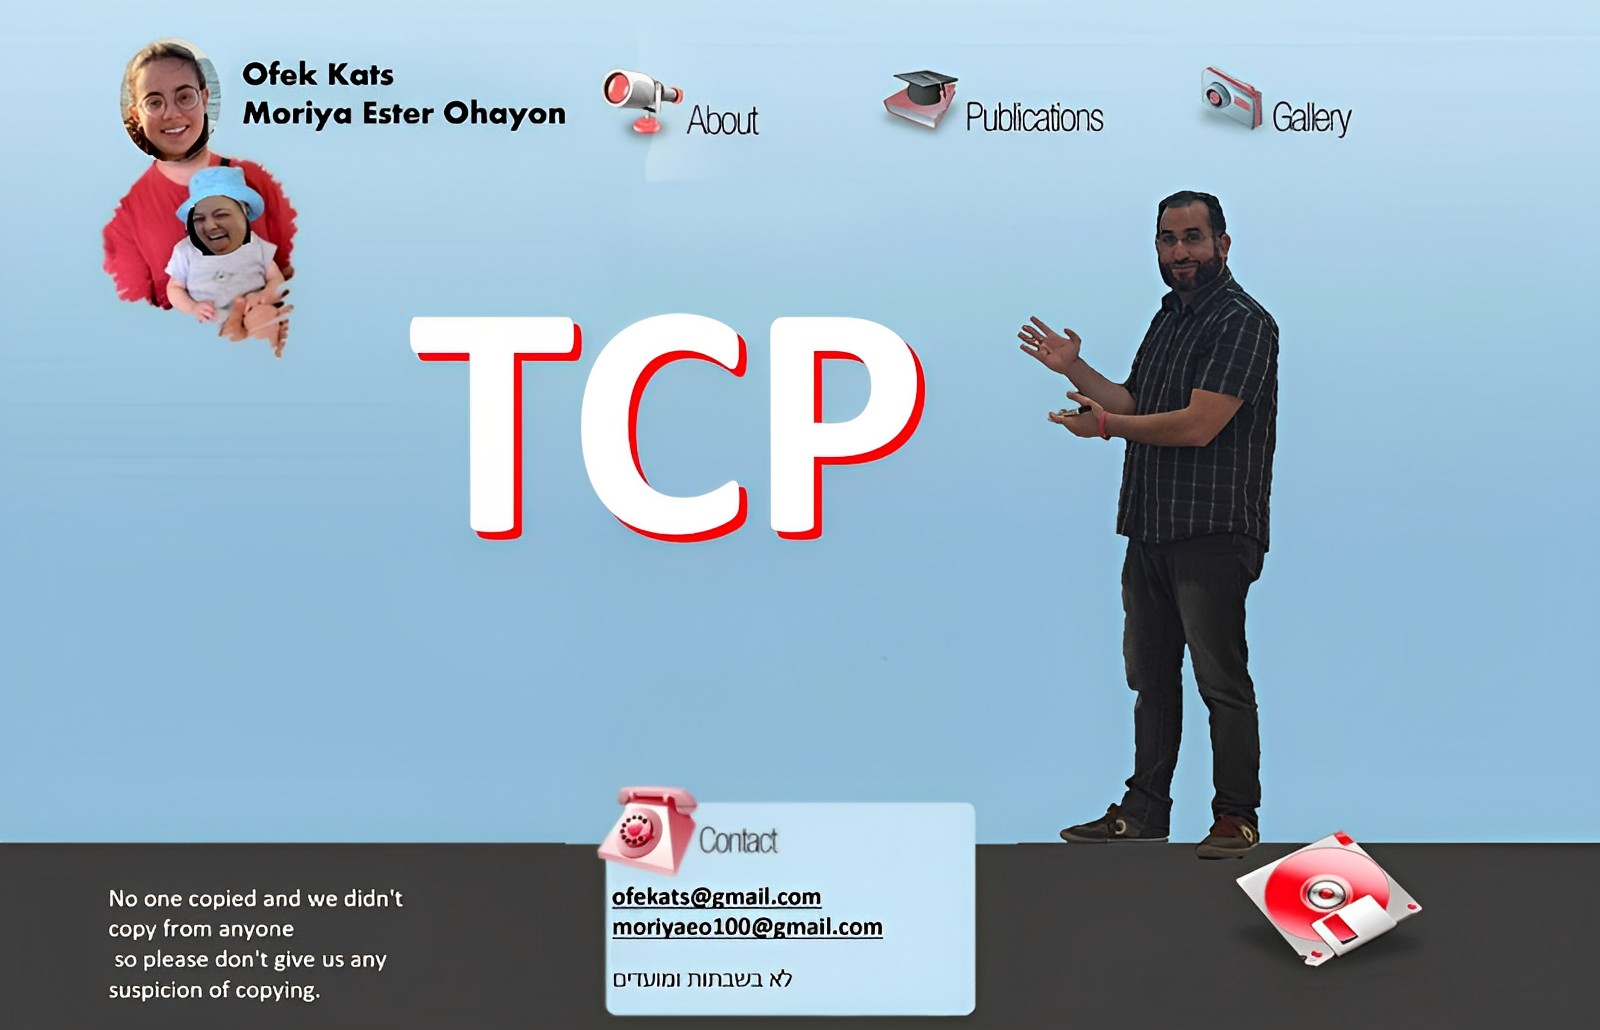 Ofek Kats
Moriya Ester Ohayon
About
Publications
Gallery
TCP
Contact
ofekats@gmail.com
moriyaeo100@gmail.com
לא בשבתות ומועדים
No one copied and we didn't
copy from anyone
so please don't give us any
suspicion of copying.